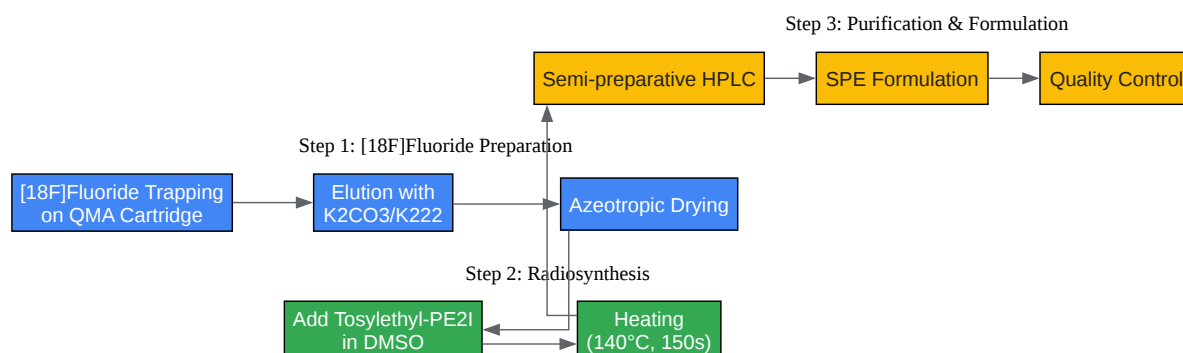 Step 3: Purification & Formulation
Semi-preparative HPLC
SPE Formulation
Quality Control
Step 1: [18F]Fluoride Preparation
[18F]Fluoride Trapping
on QMA Cartridge
Elution with
K2CO3/K222
Azeotropic Drying
Step 2: Radiosynthesis
Add Tosylethyl-PE2I
in DMSO
Heating
(140°C, 150s)